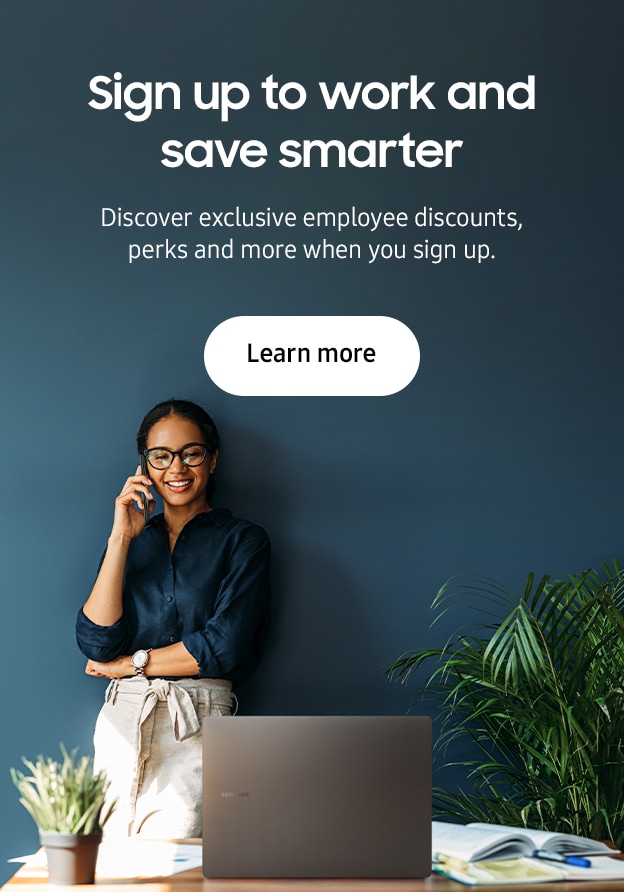 Sign up to work and
save smarter
Discover exclusive employee discounts,
perks and more when you sign up.
Learn more
SAMSUNG